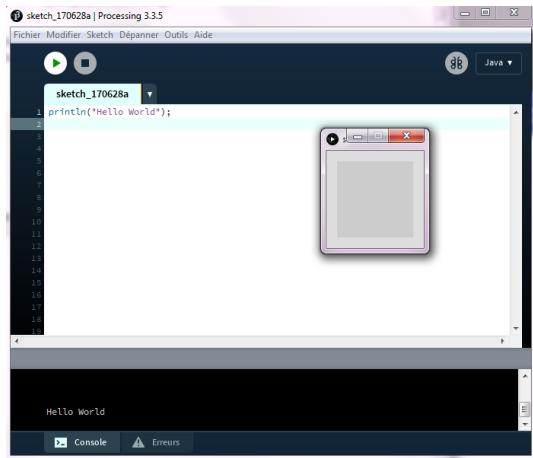 sketch_170628a | Processing 3.3.5
Fichier Modifier Sketch Dépanner Outils Aide
Java ▼
sketch_170628a
1 println("Hello World");
2
3
4
5
6
7
8
9
10
11
12
13
14
15
16
17
18
19
Hello World
Console Erreurs